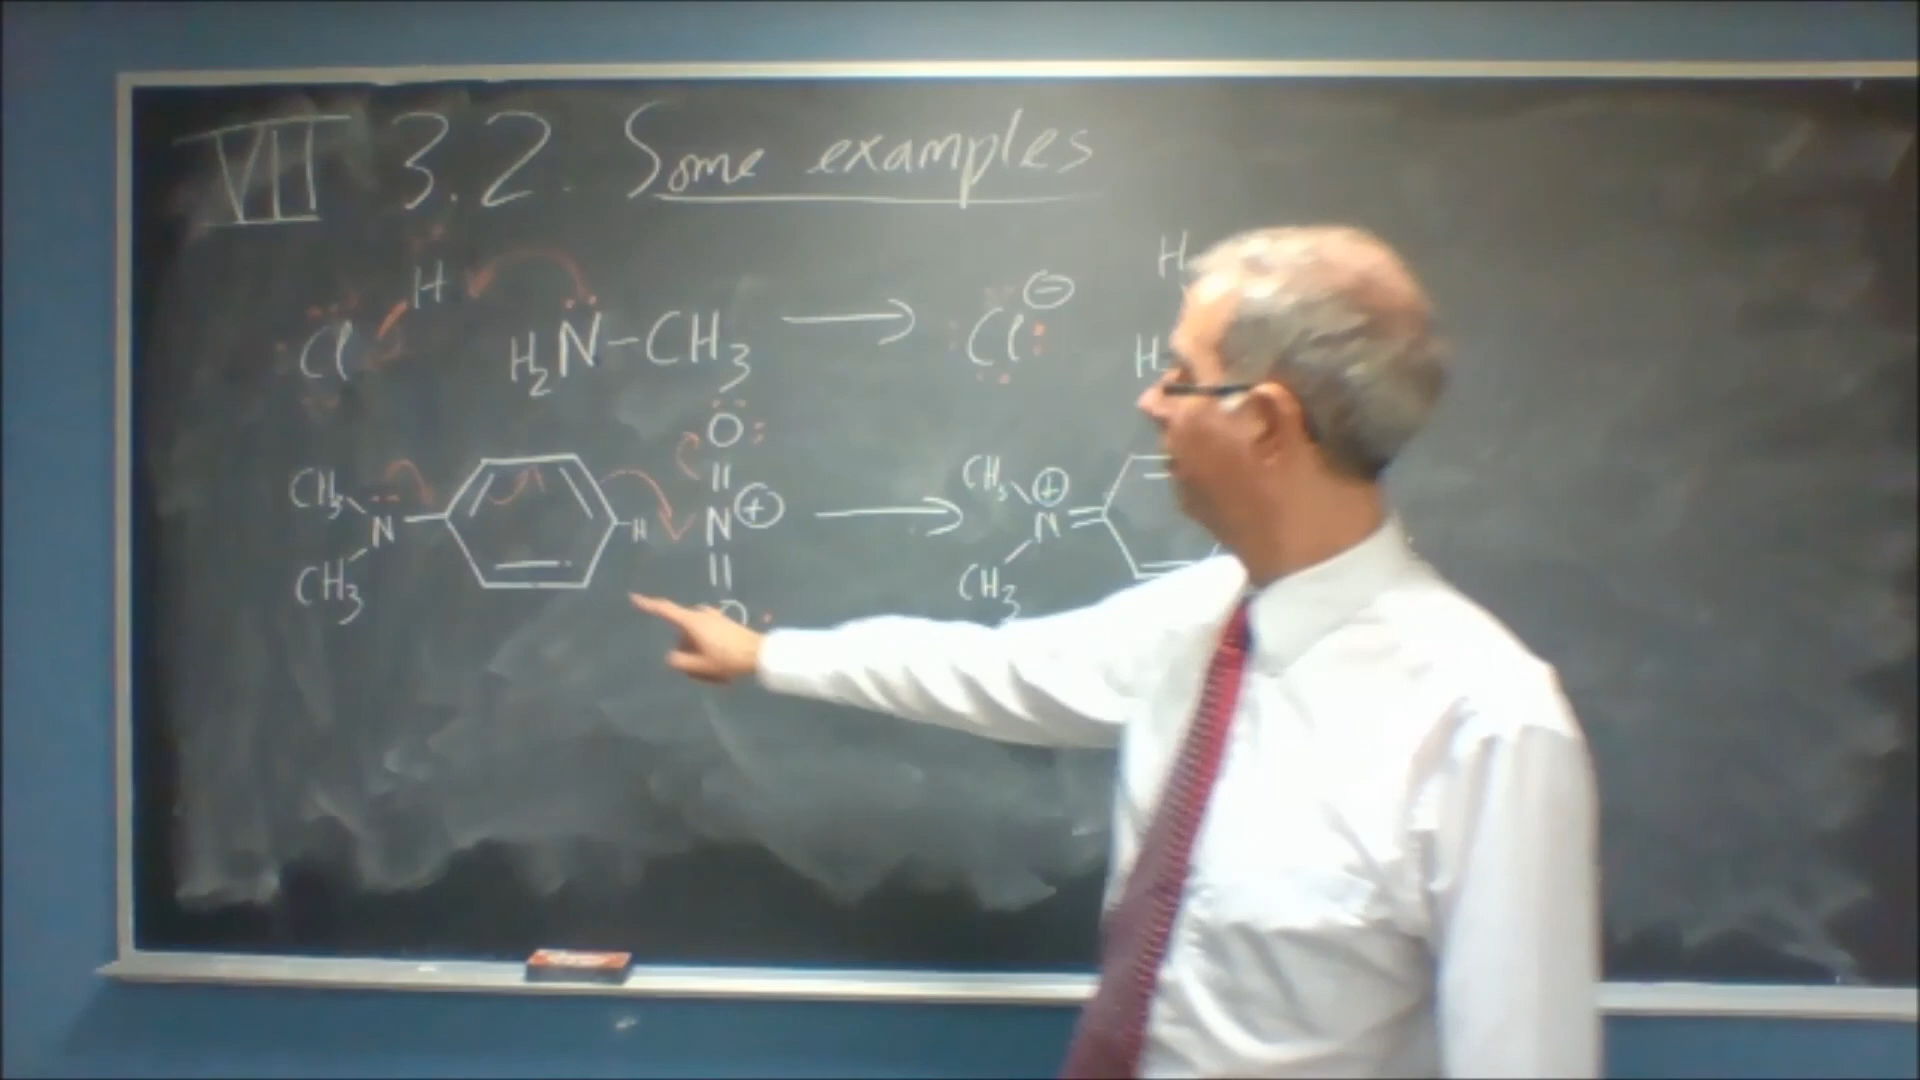 VII 3.2. Some examples
H H
Cl H₂N-CH₃ → Cl ⊖ H
O
CH₃ CH₃ ⊕
N H N ⊕ → N
CH₃ CH₃
O